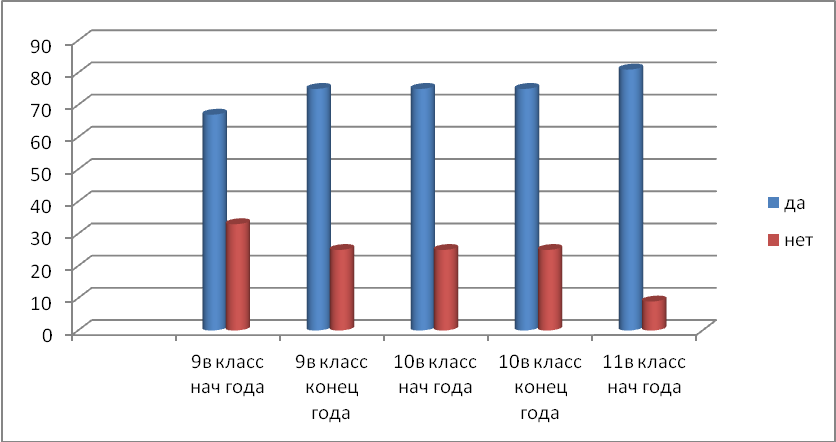 90
80
70
60
50
40
30
20
10
0
9в класс нач года
9в класс конец года
10в класс нач года
10в класс конец года
11в класс нач года
да
нет